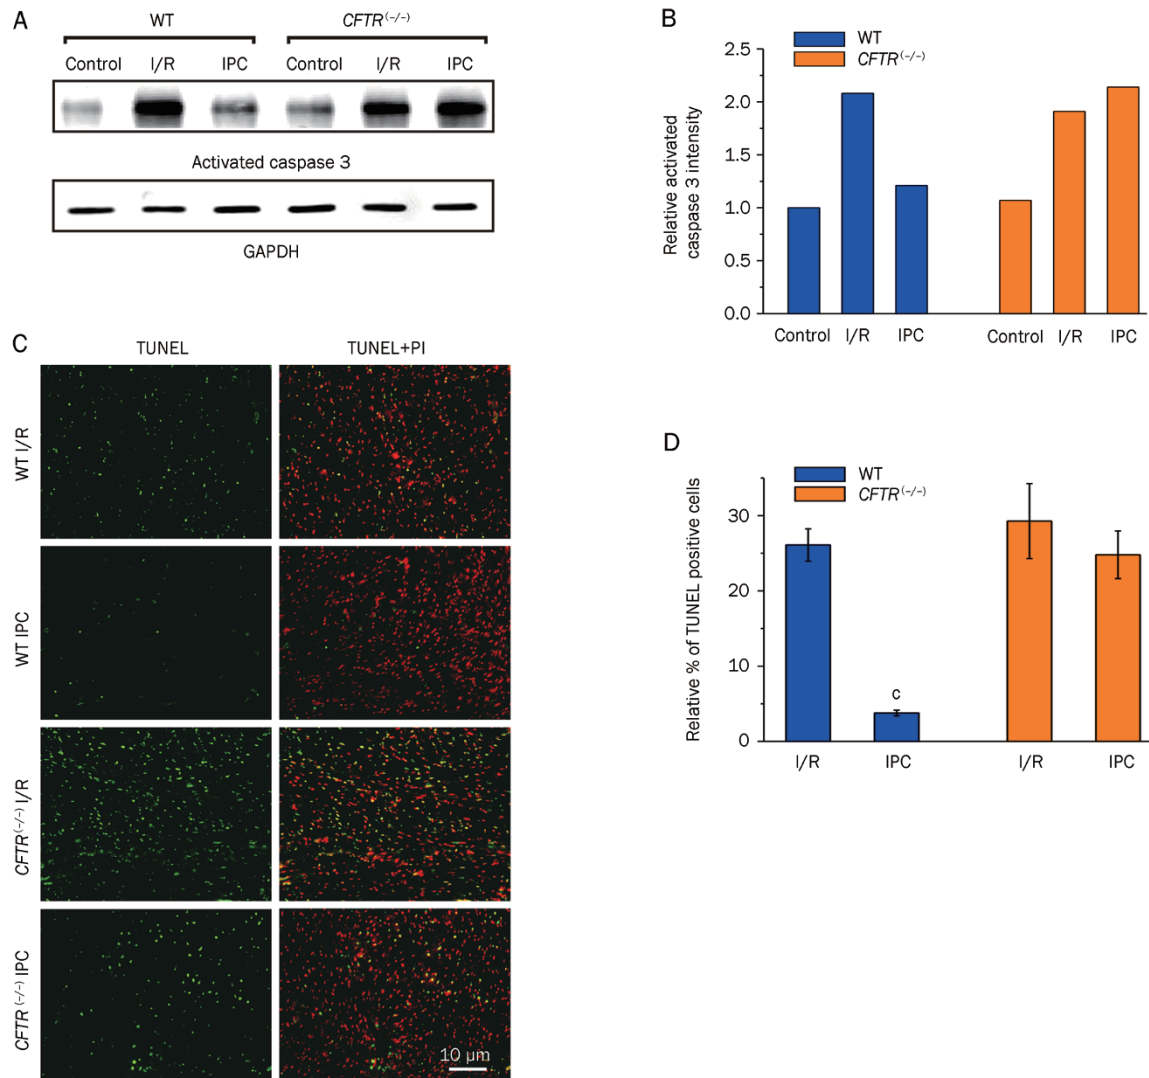 A
WT
CFTR(−/−)
Control I/R IPC Control I/R IPC
Activated caspase 3
GAPDH
B
WT
CFTR(−/−)
Relative activated
caspase 3 intensity
2.5
2.0
1.5
1.0
0.5
0.0
Control I/R IPC Control I/R IPC
C
TUNEL TUNEL+PI
WT I/R
WT IPC
CFTR(−/−) I/R
CFTR(−/−) IPC
10 μm
D
WT
CFTR(−/−)
Relative % of TUNEL positive cells
30
20
10
0
c
I/R IPC I/R IPC